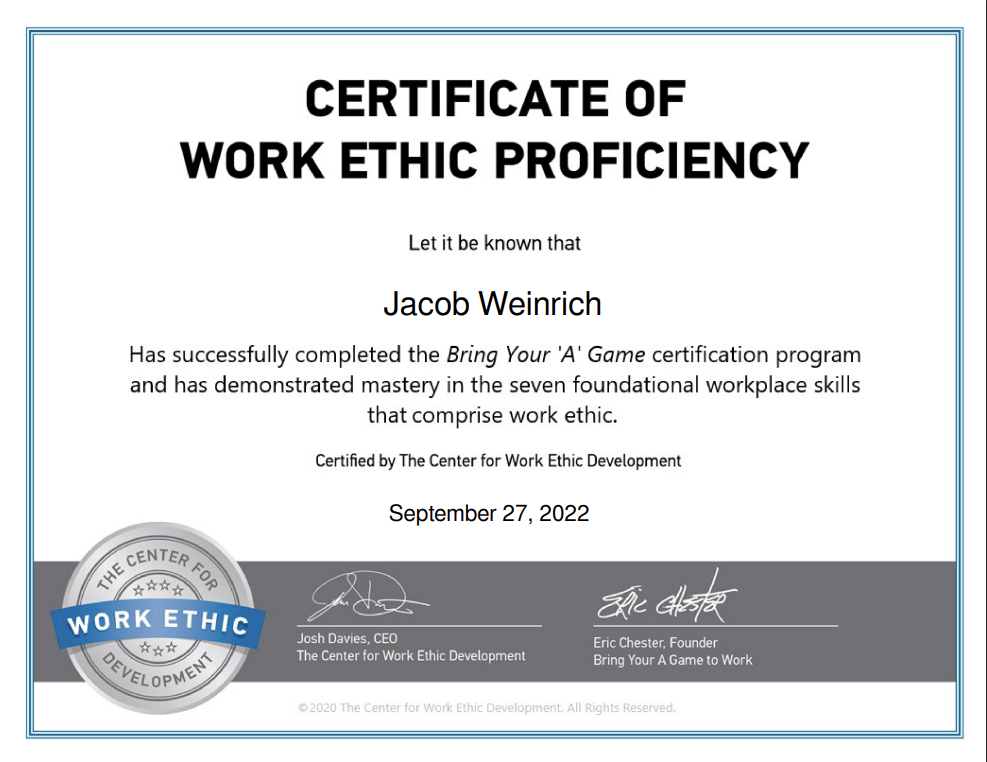 CERTIFICATE OF
WORK ETHIC PROFICIENCY
Let it be known that
Jacob Weinrich
Has successfully completed the Bring Your 'A' Game certification program
and has demonstrated mastery in the seven foundational workplace skills
that comprise work ethic.
Certified by The Center for Work Ethic Development
September 27, 2022
THE CENTER FOR
WORK ETHIC
DEVELOPMENT
Josh Davies, CEO
The Center for Work Ethic Development
Eric Chester
Eric Chester, Founder
Bring Your A Game to Work
©2020 The Center for Work Ethic Development. All Rights Reserved.